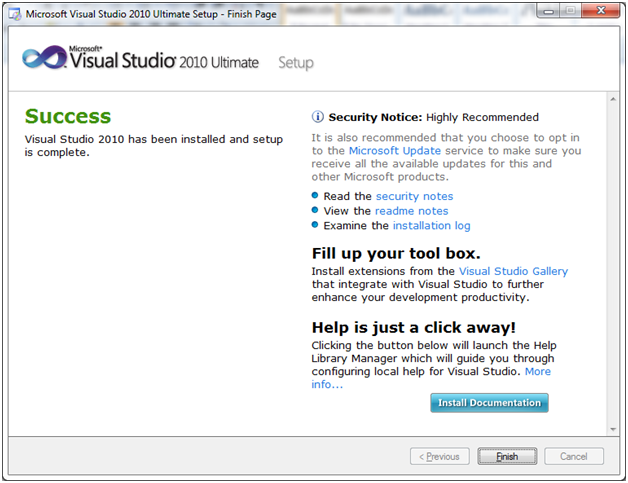 Microsoft Visual Studio 2010 Ultimate Setup - Finish Page
Microsoft®
Visual Studio® 2010 Ultimate Setup
Success
Visual Studio 2010 has been installed and setup
is complete.
Security Notice: Highly Recommended
It is also recommended that you choose to opt in
to the Microsoft Update service to make sure you
receive all the available updates for this and
other Microsoft products.
Read the security notes
View the readme notes
Examine the installation log
Fill up your tool box.
Install extensions from the Visual Studio Gallery
that integrate with Visual Studio to further
enhance your development productivity.
Help is just a click away!
Clicking the button below will launch the Help
Library Manager which will guide you through
configuring local help for Visual Studio. More
info...
Install Documentation
< Previous
Finish
Cancel